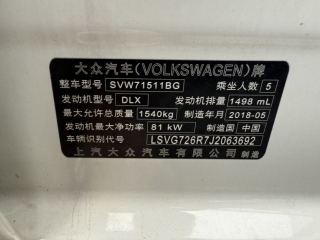 大众汽车(VOLKSWAGEN)牌
整车型号 SVW71511BG 乘坐人数 5
发动机型号 DLX 发动机排量 1498 mL
最大允许总质量 1540kg 制造年月 2018-05
发动机最大净功率 81 kW 制造国 中国
车辆识别代号 LSVG726R7J2063692
上汽大众汽车有限公司 制造